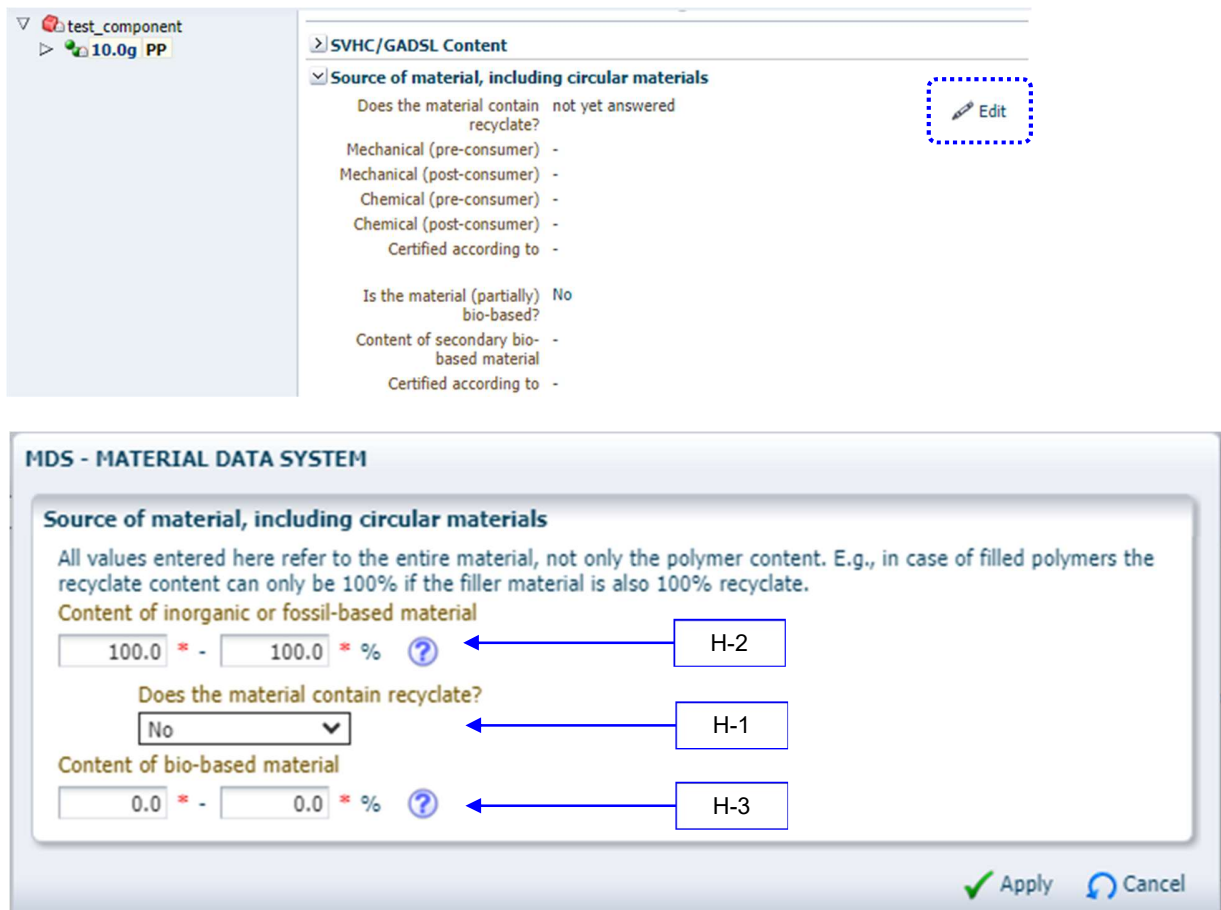 test_component
10.0g PP
SVHC/GADSL Content
Source of material, including circular materials
Does the material contain not yet answered
recyclate?
Edit
Mechanical (pre-consumer) -
Mechanical (post-consumer) -
Chemical (pre-consumer) -
Chemical (post-consumer) -
Certified according to -
Is the material (partially) No
bio-based?
Content of secondary bio- -
based material
Certified according to -
MDS - MATERIAL DATA SYSTEM
Source of material, including circular materials
All values entered here refer to the entire material, not only the polymer content. E.g., in case of filled polymers the
recyclate content can only be 100% if the filler material is also 100% recyclate.
Content of inorganic or fossil-based material
100.0 * - 100.0 * % ? H-2
Does the material contain recyclate?
No H-1
Content of bio-based material
0.0 * - 0.0 * % ? H-3
Apply Cancel